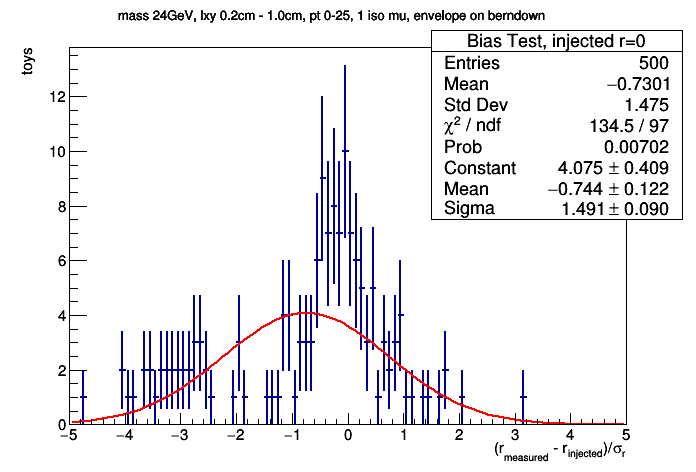 mass 24GeV, lxy 0.2cm - 1.0cm, pt 0-25, 1 iso mu, envelope on berndown
Bias Test, injected r=0
Entries 500
Mean −0.7301
Std Dev 1.475
χ² / ndf 134.5 / 97
Prob 0.00702
Constant 4.075 ± 0.409
Mean −0.744 ± 0.122
Sigma 1.491 ± 0.090
toys
12
10
8
6
4
2
0
−5 −4 −3 −2 −1 0 1 2 3 4 5
(r_measured - r_injected)/σ_r